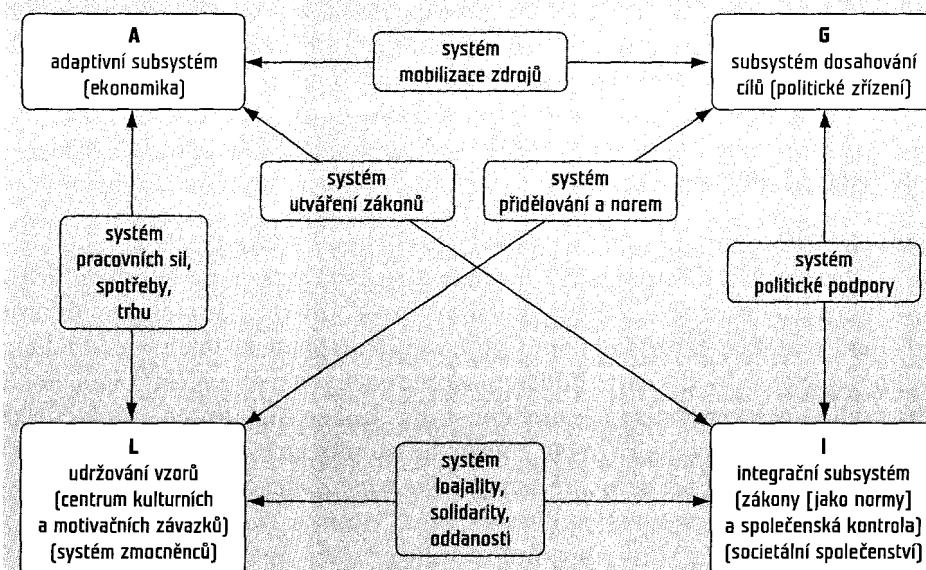 A
adaptivní subsystém
(ekonomika)
systém
mobilizace zdrojů
G
subsystém dosahování
cílů (politické zřízení)
systém
utváření zákonů
systém
přidělování a norem
systém
pracovních sil,
spotřeby,
trhu
systém
politické podpory
L
udržování vzorů
(centrum kulturních
a motivačních závazků)
(systém zmocněnců)
systém
loajality,
solidarity,
oddanosti
I
integrační subsystém
(zákony [jako normy]
a společenská kontrola)
(societální společenství)